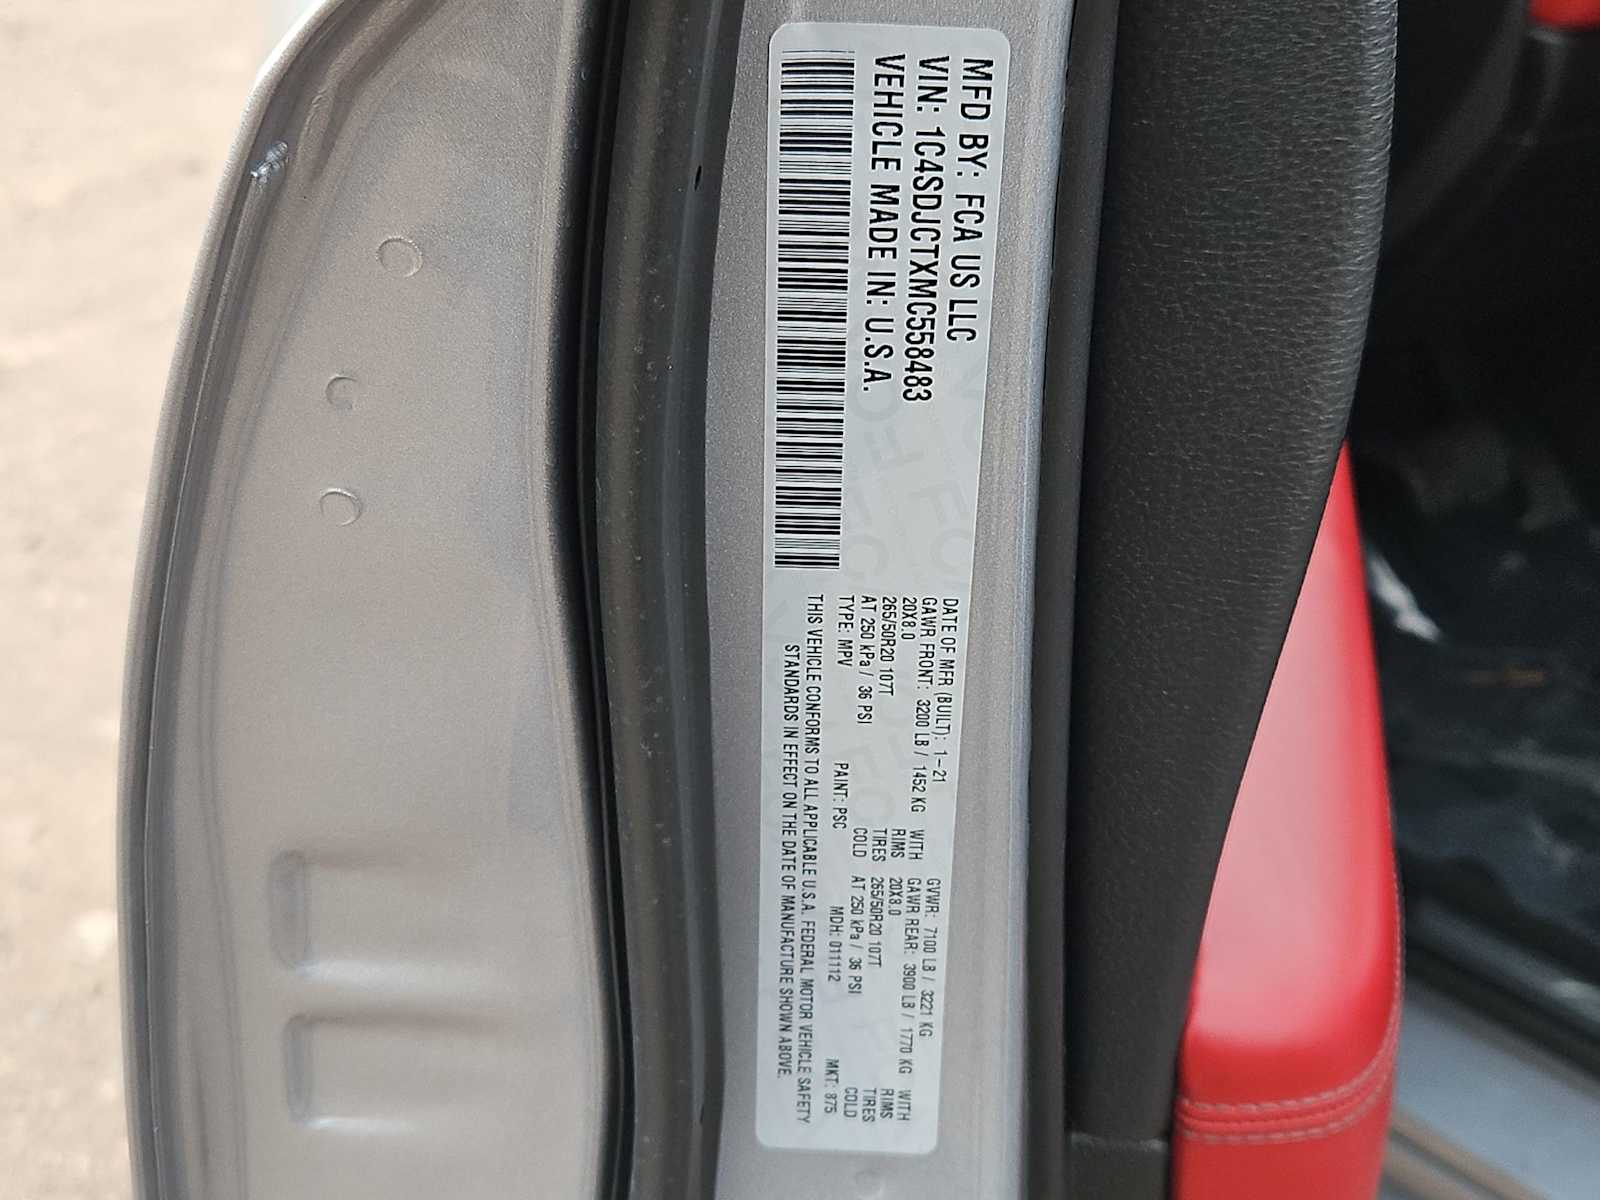 MFD BY: FCA US LLC
VIN: 1C4SDJCTXMC558483
VEHICLE MADE IN: U.S.A.
DATE OF MFR (BUILT): 1-21 GVWR: 7100 LB / 3221 KG
GAWR FRONT: 3200 LB / 1452 KG WITH GAWR REAR: 3900 LB / 1770 KG WITH
20X8.0 RIMS 20X8.0 RIMS
265/50R20 107T TIRES 265/50R20 107T TIRES
AT 250 kPa / 36 PSI COLD AT 250 kPa / 36 PSI COLD
TYPE: MPV PAINT: PSC MDH: 011112 MKT: 875
THIS VEHICLE CONFORMS TO ALL APPLICABLE U.S.A. FEDERAL MOTOR VEHICLE SAFETY
STANDARDS IN EFFECT ON THE DATE OF MANUFACTURE SHOWN ABOVE.